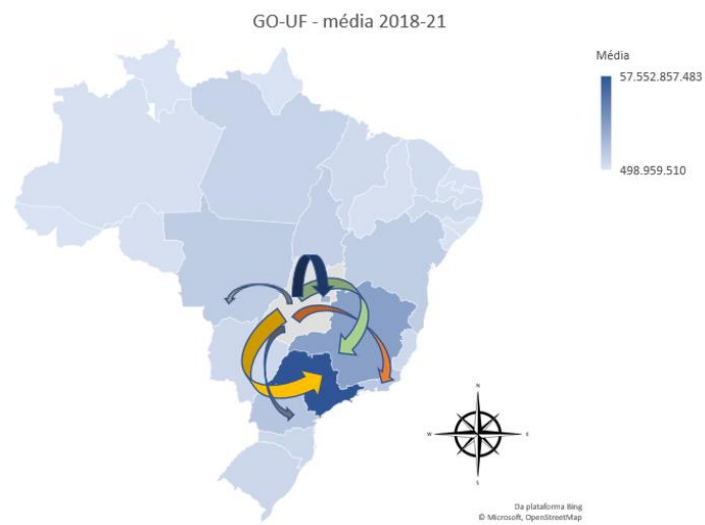 GO-UF - média 2018-21
Média
57.552.857.483
498.959.510
N
W
E
S
Da plataforma Bing
© Microsoft, OpenStreetMap